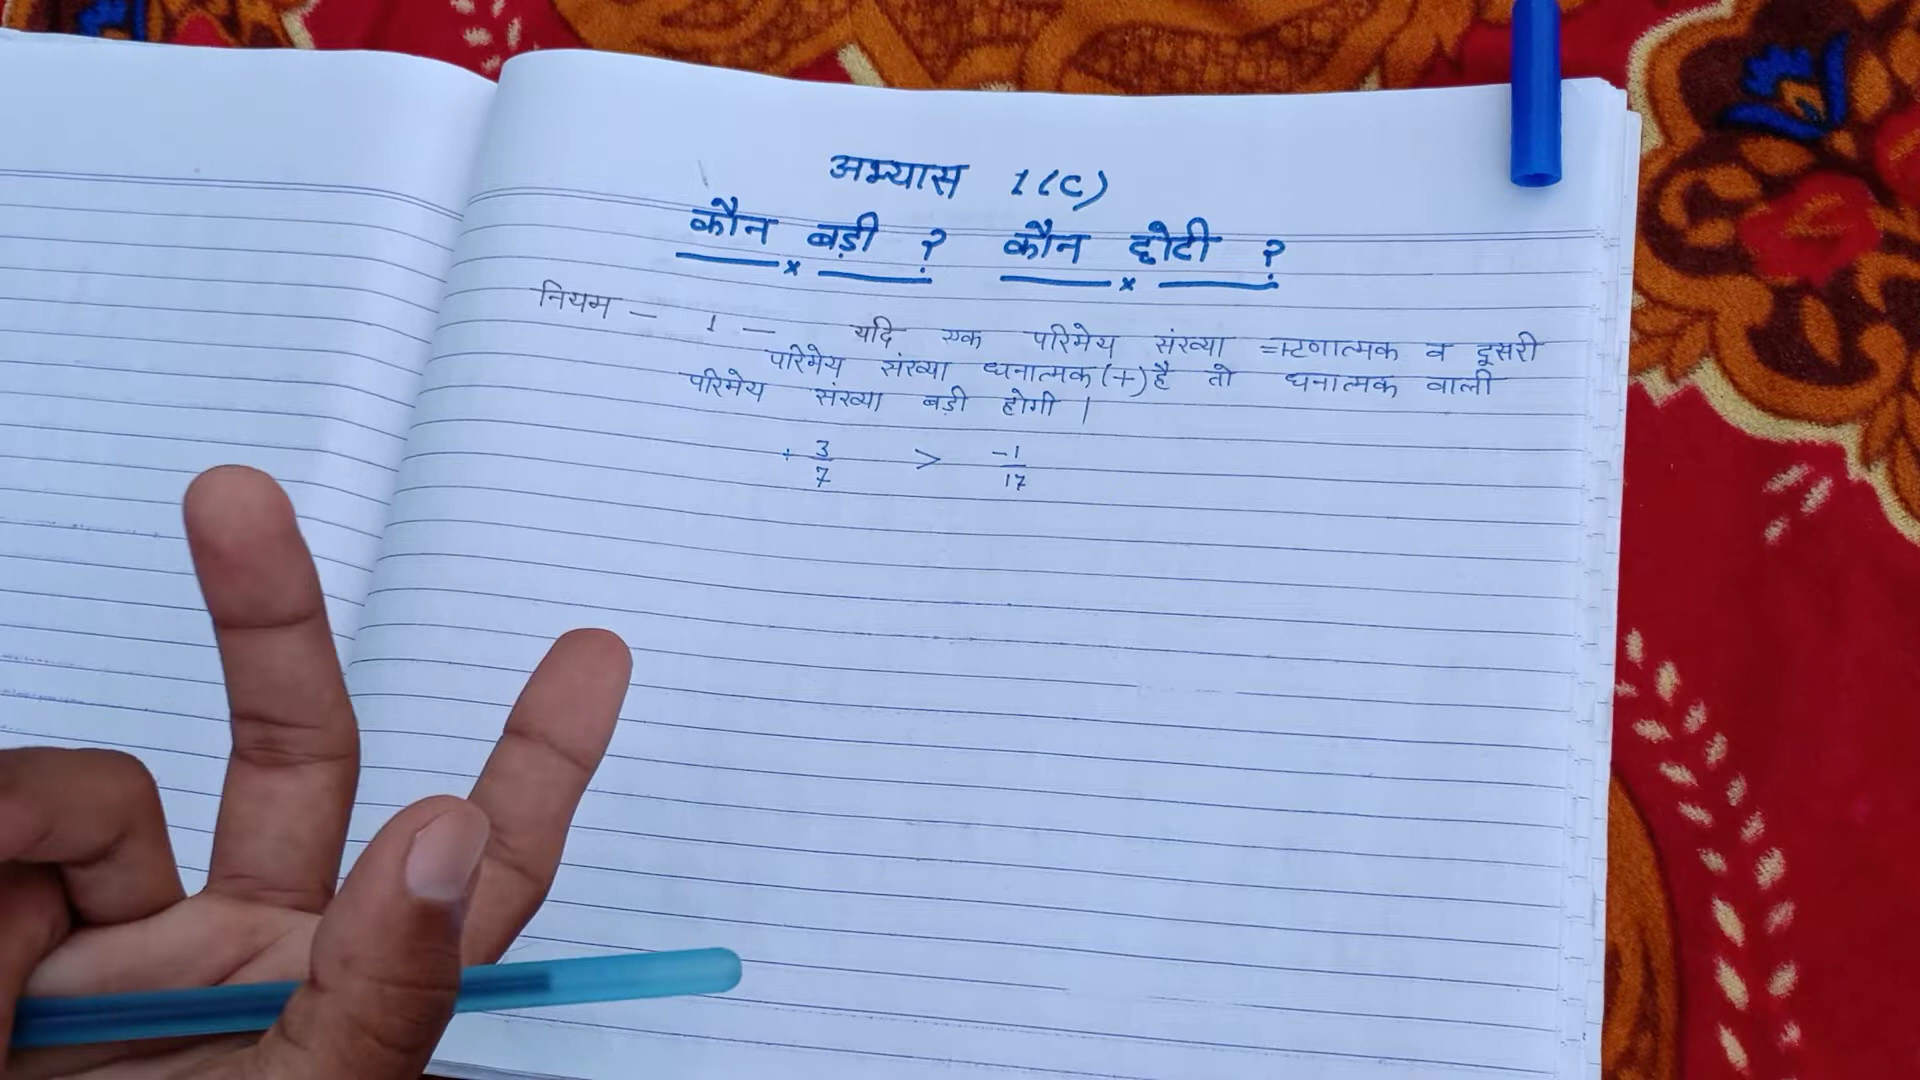 अभ्यास 1(C)
कौन बड़ी ? कौन छोटी ?
नियम - 1 - यदि एक परिमेय संख्या ऋणात्मक व दूसरी
परिमेय संख्या धनात्मक (+) है तो धनात्मक वाली
परिमेय संख्या बड़ी होगी ।
+ 3/7 > -1/17